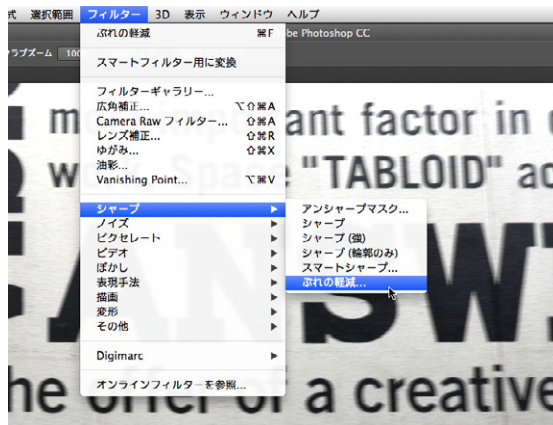 式 選択範囲 フィルター 3D 表示 ウィンドウ ヘルプ
be Photoshop CC
ラブズーム 100
ぶれの軽減 ⌘F
スマートフィルター用に変換
フィルターギャラリー...
広角補正... ⌥⇧⌘A
Camera Raw フィルター... ⇧⌘A
レンズ補正... ⇧⌘R
ゆがみ... ⇧⌘X
油彩...
Vanishing Point... ⌥⌘V
シャープ ▶
ノイズ ▶
ピクセレート ▶
ビデオ ▶
ぼかし ▶
表現手法 ▶
描画 ▶
変形 ▶
その他 ▶
Digimarc ▶
オンラインフィルターを参照...
アンシャープマスク...
シャープ
シャープ (強)
シャープ (輪郭のみ)
スマートシャープ...
ぶれの軽減...
m ant factor in
w Space "TABLOID" ac
ANSW
he offer of a creative